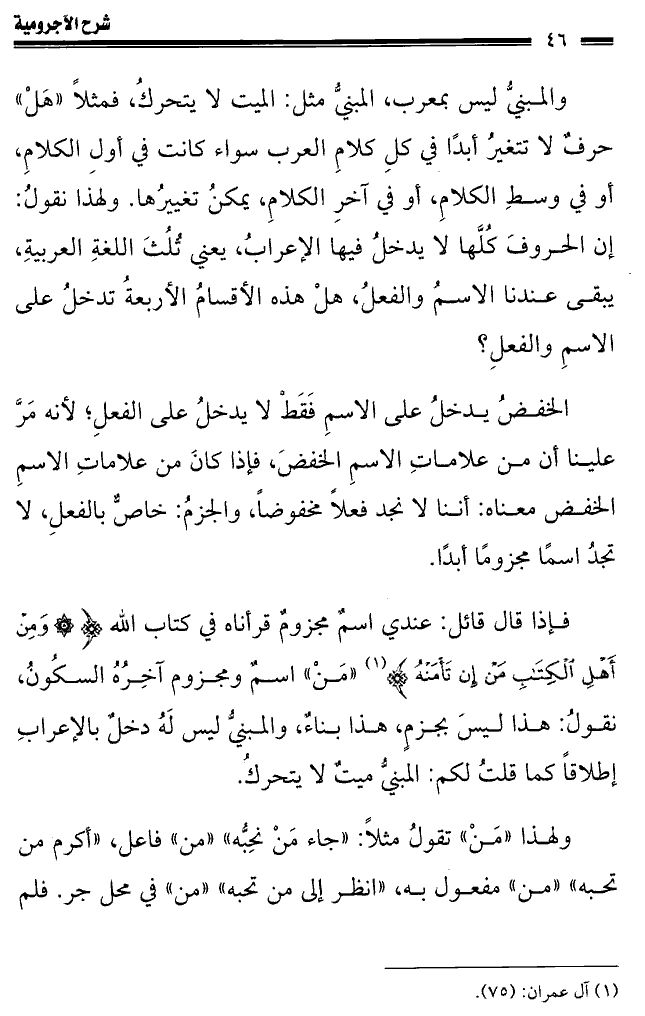 شرح الآجرومية
٤٦
والمبنيُّ ليس بمعرب، المبنيُّ مثل: الميت لا يتحركُ، فمثلاً «هَلْ»
حرفٌ لا تتغيرُ أبدًا في كلِ كلامِ العرب سواء كانت في أولِ الكلامِ،
أو في وسطِ الكلامِ، أو في آخرِ الكلامِ، يمكنُ تغييرُها. ولهذا نقولُ:
إن الحروفَ كُلَّها لا يدخلُ فيها الإعرابُ، يعني ثُلُثَ اللغةِ العربيةِ،
يبقى عندنا الاسمُ والفعلُ، هلْ هذه الأقسامُ الأربعةُ تدخلُ على
الاسمِ والفعلِ؟
الخفضُ يدخلُ على الاسمِ فَقَطْ لا يدخلُ على الفعلِ؛ لأنه مَرَّ
علينا أن من علاماتِ الاسمِ الخفضَ، فإذا كانَ من علاماتِ الاسمِ
الخفض معناه: أننا لا نجد فعلاً مخفوضاً، والجزمُ: خاصٌّ بالفعلِ، لا
تجدُ اسمًا مجزومًا أبدًا.
فإذا قال قائل: عندي اسمٌ مجزومٌ قرأناه في كتاب الله ﴿ ۞ وَمِنْ
أَهْلِ ٱلْكِتَٰبِ مَنْ إِن تَأْمَنْهُ ﴾(١) «مَنْ» اسمٌ ومجزوم آخِرُهُ السكونُ،
نقولُ: هذا ليسَ بجزمٍ، هذا بناءٌ، والمبنيُّ ليس لَهُ دخلٌ بالإعرابِ
إطلاقاً كما قلتُ لكم: المبنيُّ ميتٌ لا يتحركُ.
ولهذا «مَنْ» تقولُ مثلاً: «جاء مَنْ نحِبُّه» «من» فاعل، «أكرم من
تحبه» «من» مفعول به، «انظر إلى من تحبه» «من» في محل جر. فلم
(١) آل عمران: (٧٥).